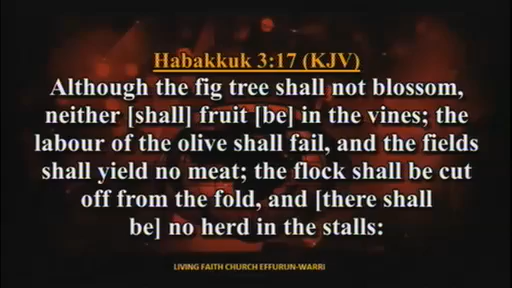 Habakkuk 3:17 (KJV)
Although the fig tree shall not blossom,
neither [shall] fruit [be] in the vines; the
labour of the olive shall fail, and the fields
shall yield no meat; the flock shall be cut
off from the fold, and [there shall
be] no herd in the stalls:
LIVING FAITH CHURCH EFFURUN-WARRI